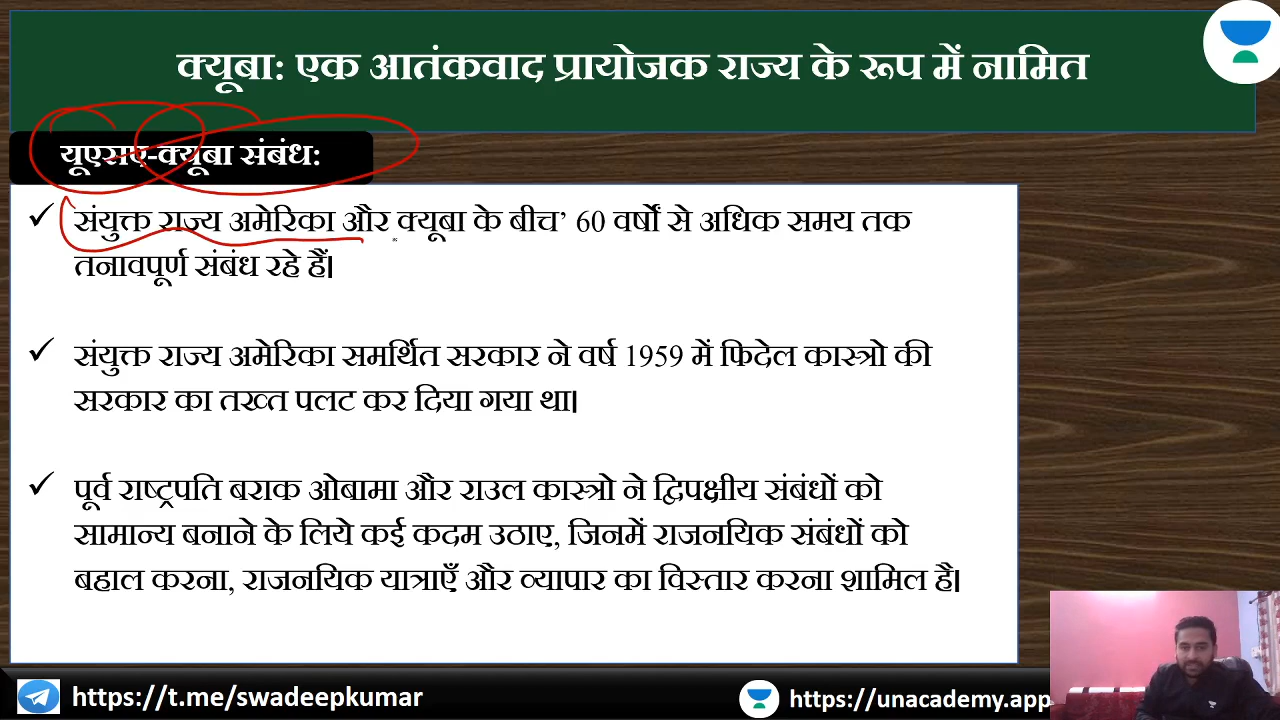 क्यूबा: एक आतंकवाद प्रायोजक राज्य के रूप में नामित
यूएसए-क्यूबा संबंध:
✓ संयुक्त राज्य अमेरिका और क्यूबा के बीच’ 60 वर्षों से अधिक समय तक
तनावपूर्ण संबंध रहे हैं।
✓ संयुक्त राज्य अमेरिका समर्थित सरकार ने वर्ष 1959 में फिदेल कास्त्रो की
सरकार का तख्त पलट कर दिया गया था।
✓ पूर्व राष्ट्रपति बराक ओबामा और राउल कास्त्रो ने द्विपक्षीय संबंधों को
सामान्य बनाने के लिये कई कदम उठाए, जिनमें राजनयिक संबंधों को
बहाल करना, राजनयिक यात्राएँ और व्यापार का विस्तार करना शामिल है।
https://t.me/swadeepkumar
https://unacademy.app